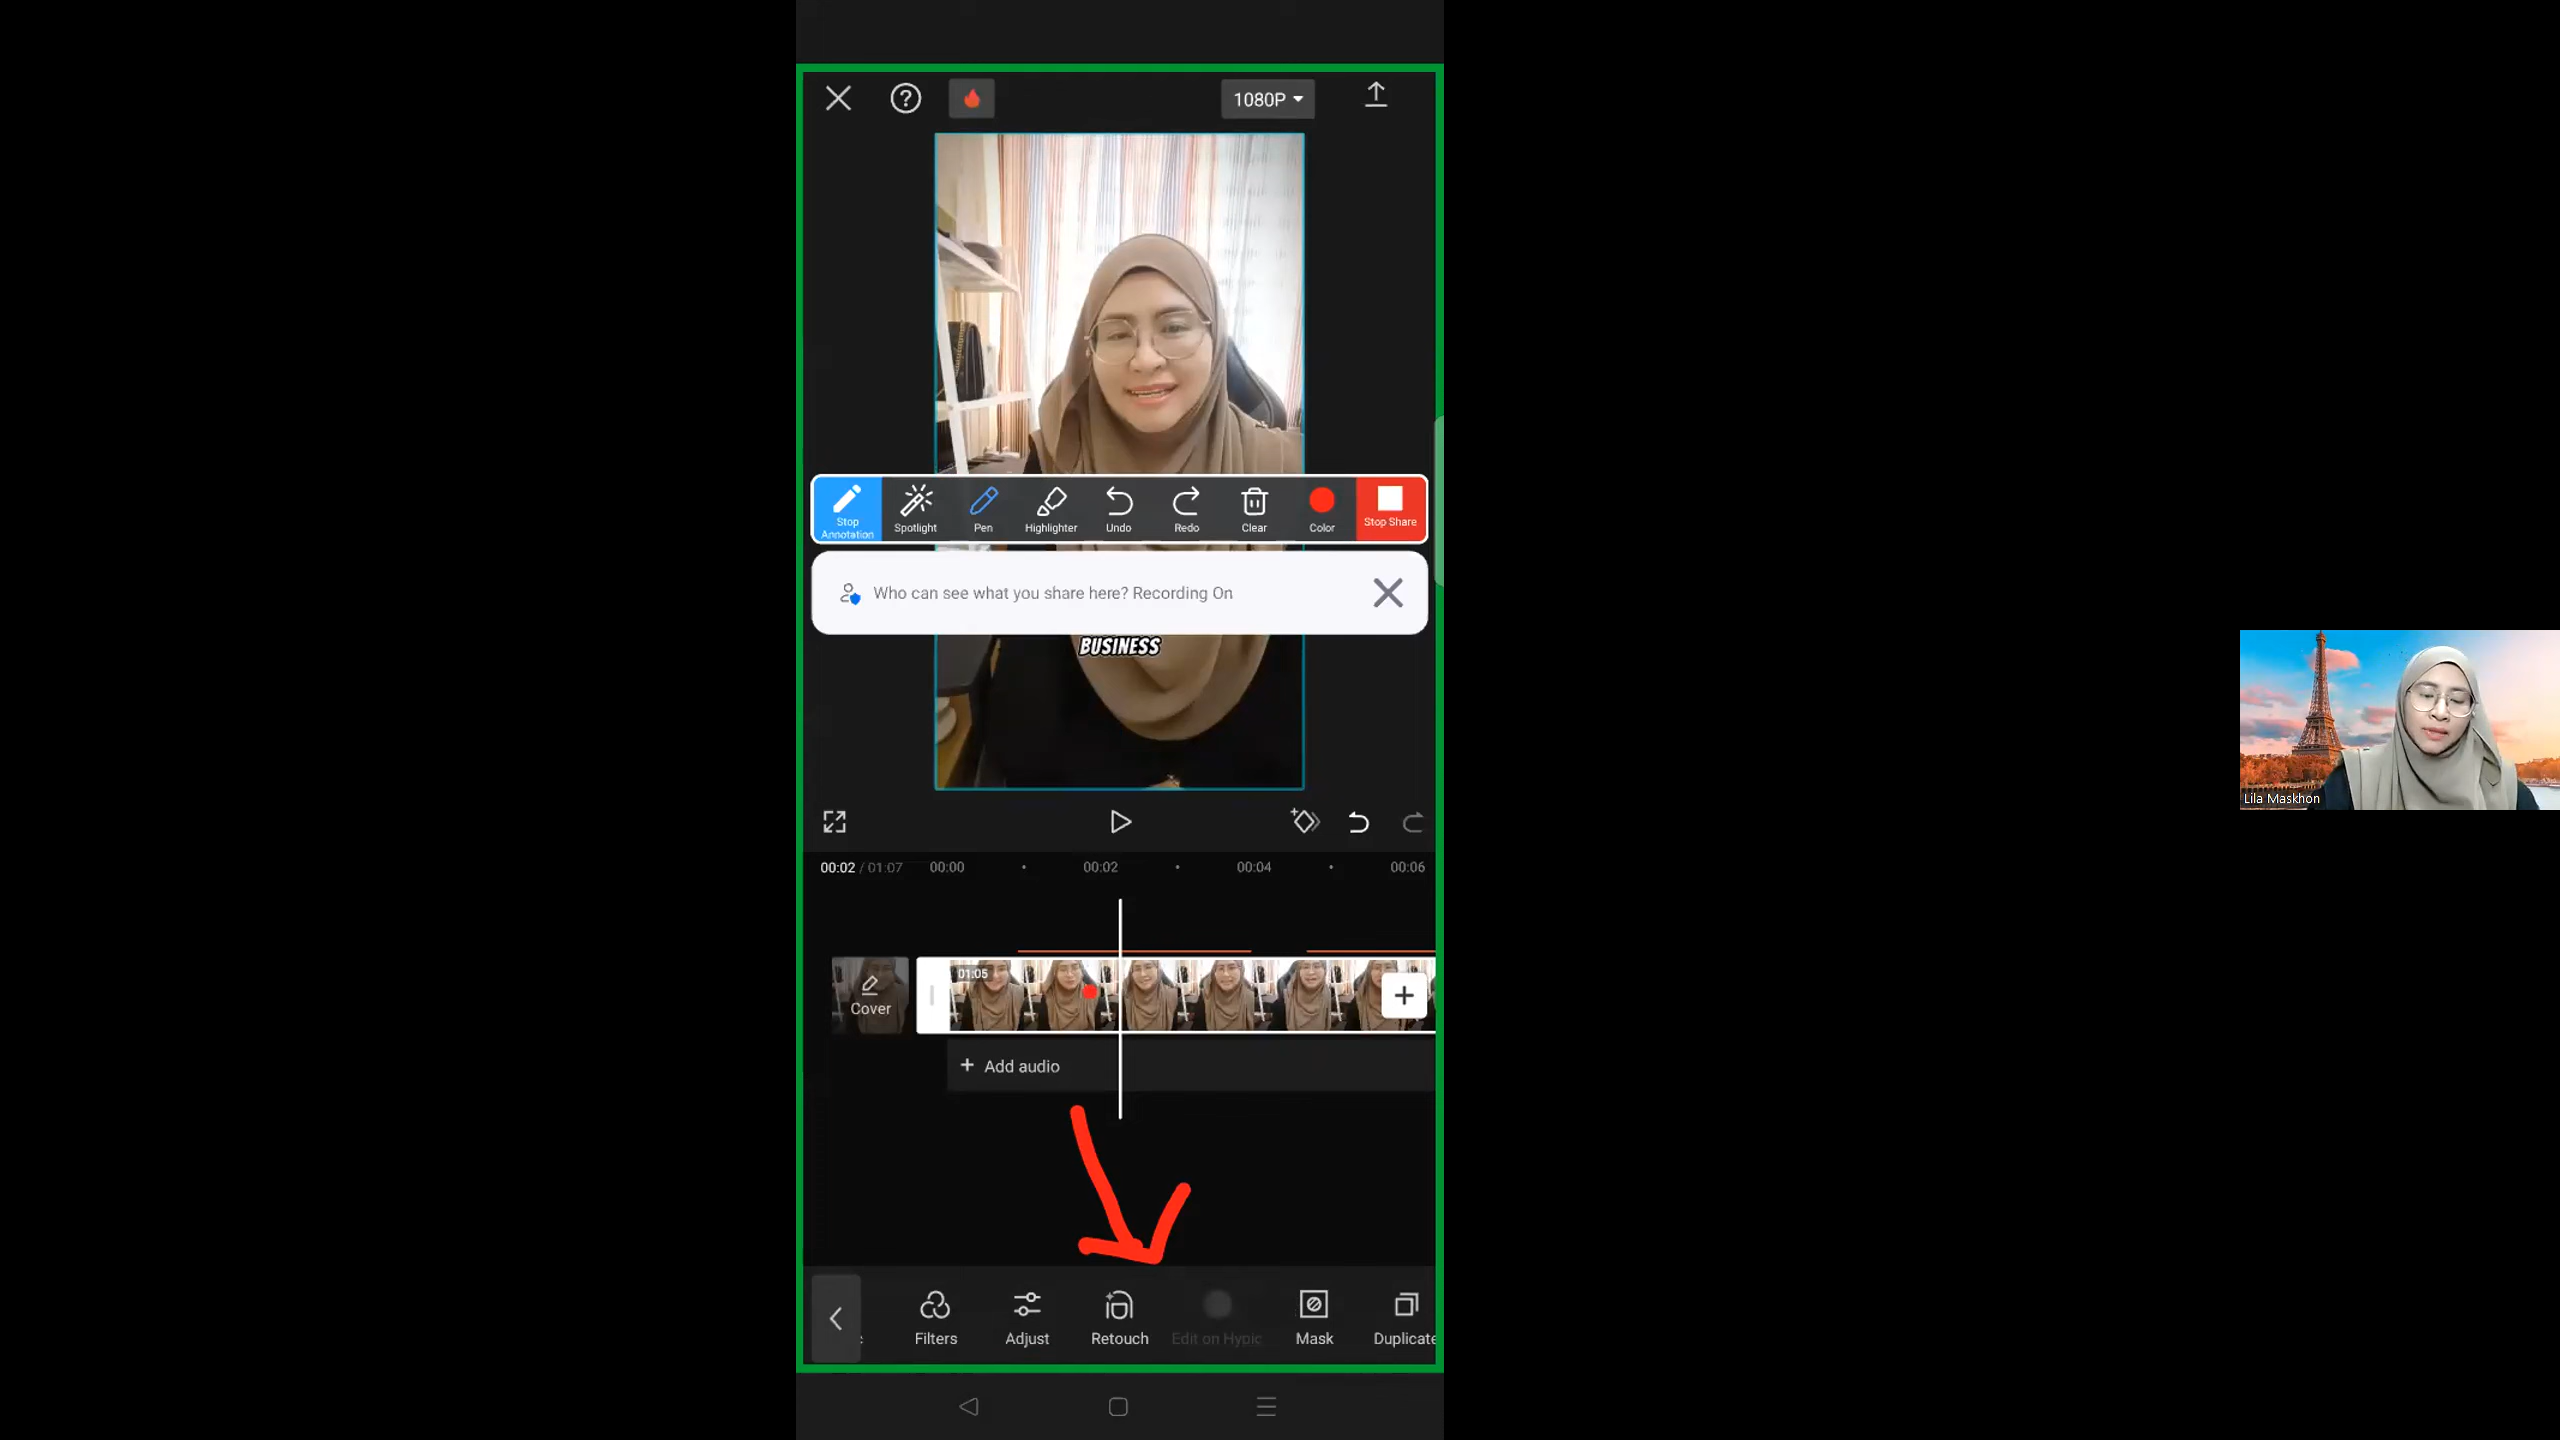 1080P
Stop Annotation
Spotlight
Pen
Highlighter
Undo
Redo
Clear
Color
Stop Share
Who can see what you share here? Recording On
BUSINESS
Lila Maskhon
00:02 / 01:07
00:00
00:02
00:04
00:06
01:05
Cover
+ Add audio
Filters
Adjust
Retouch
Edit on Hypic
Mask
Duplicate